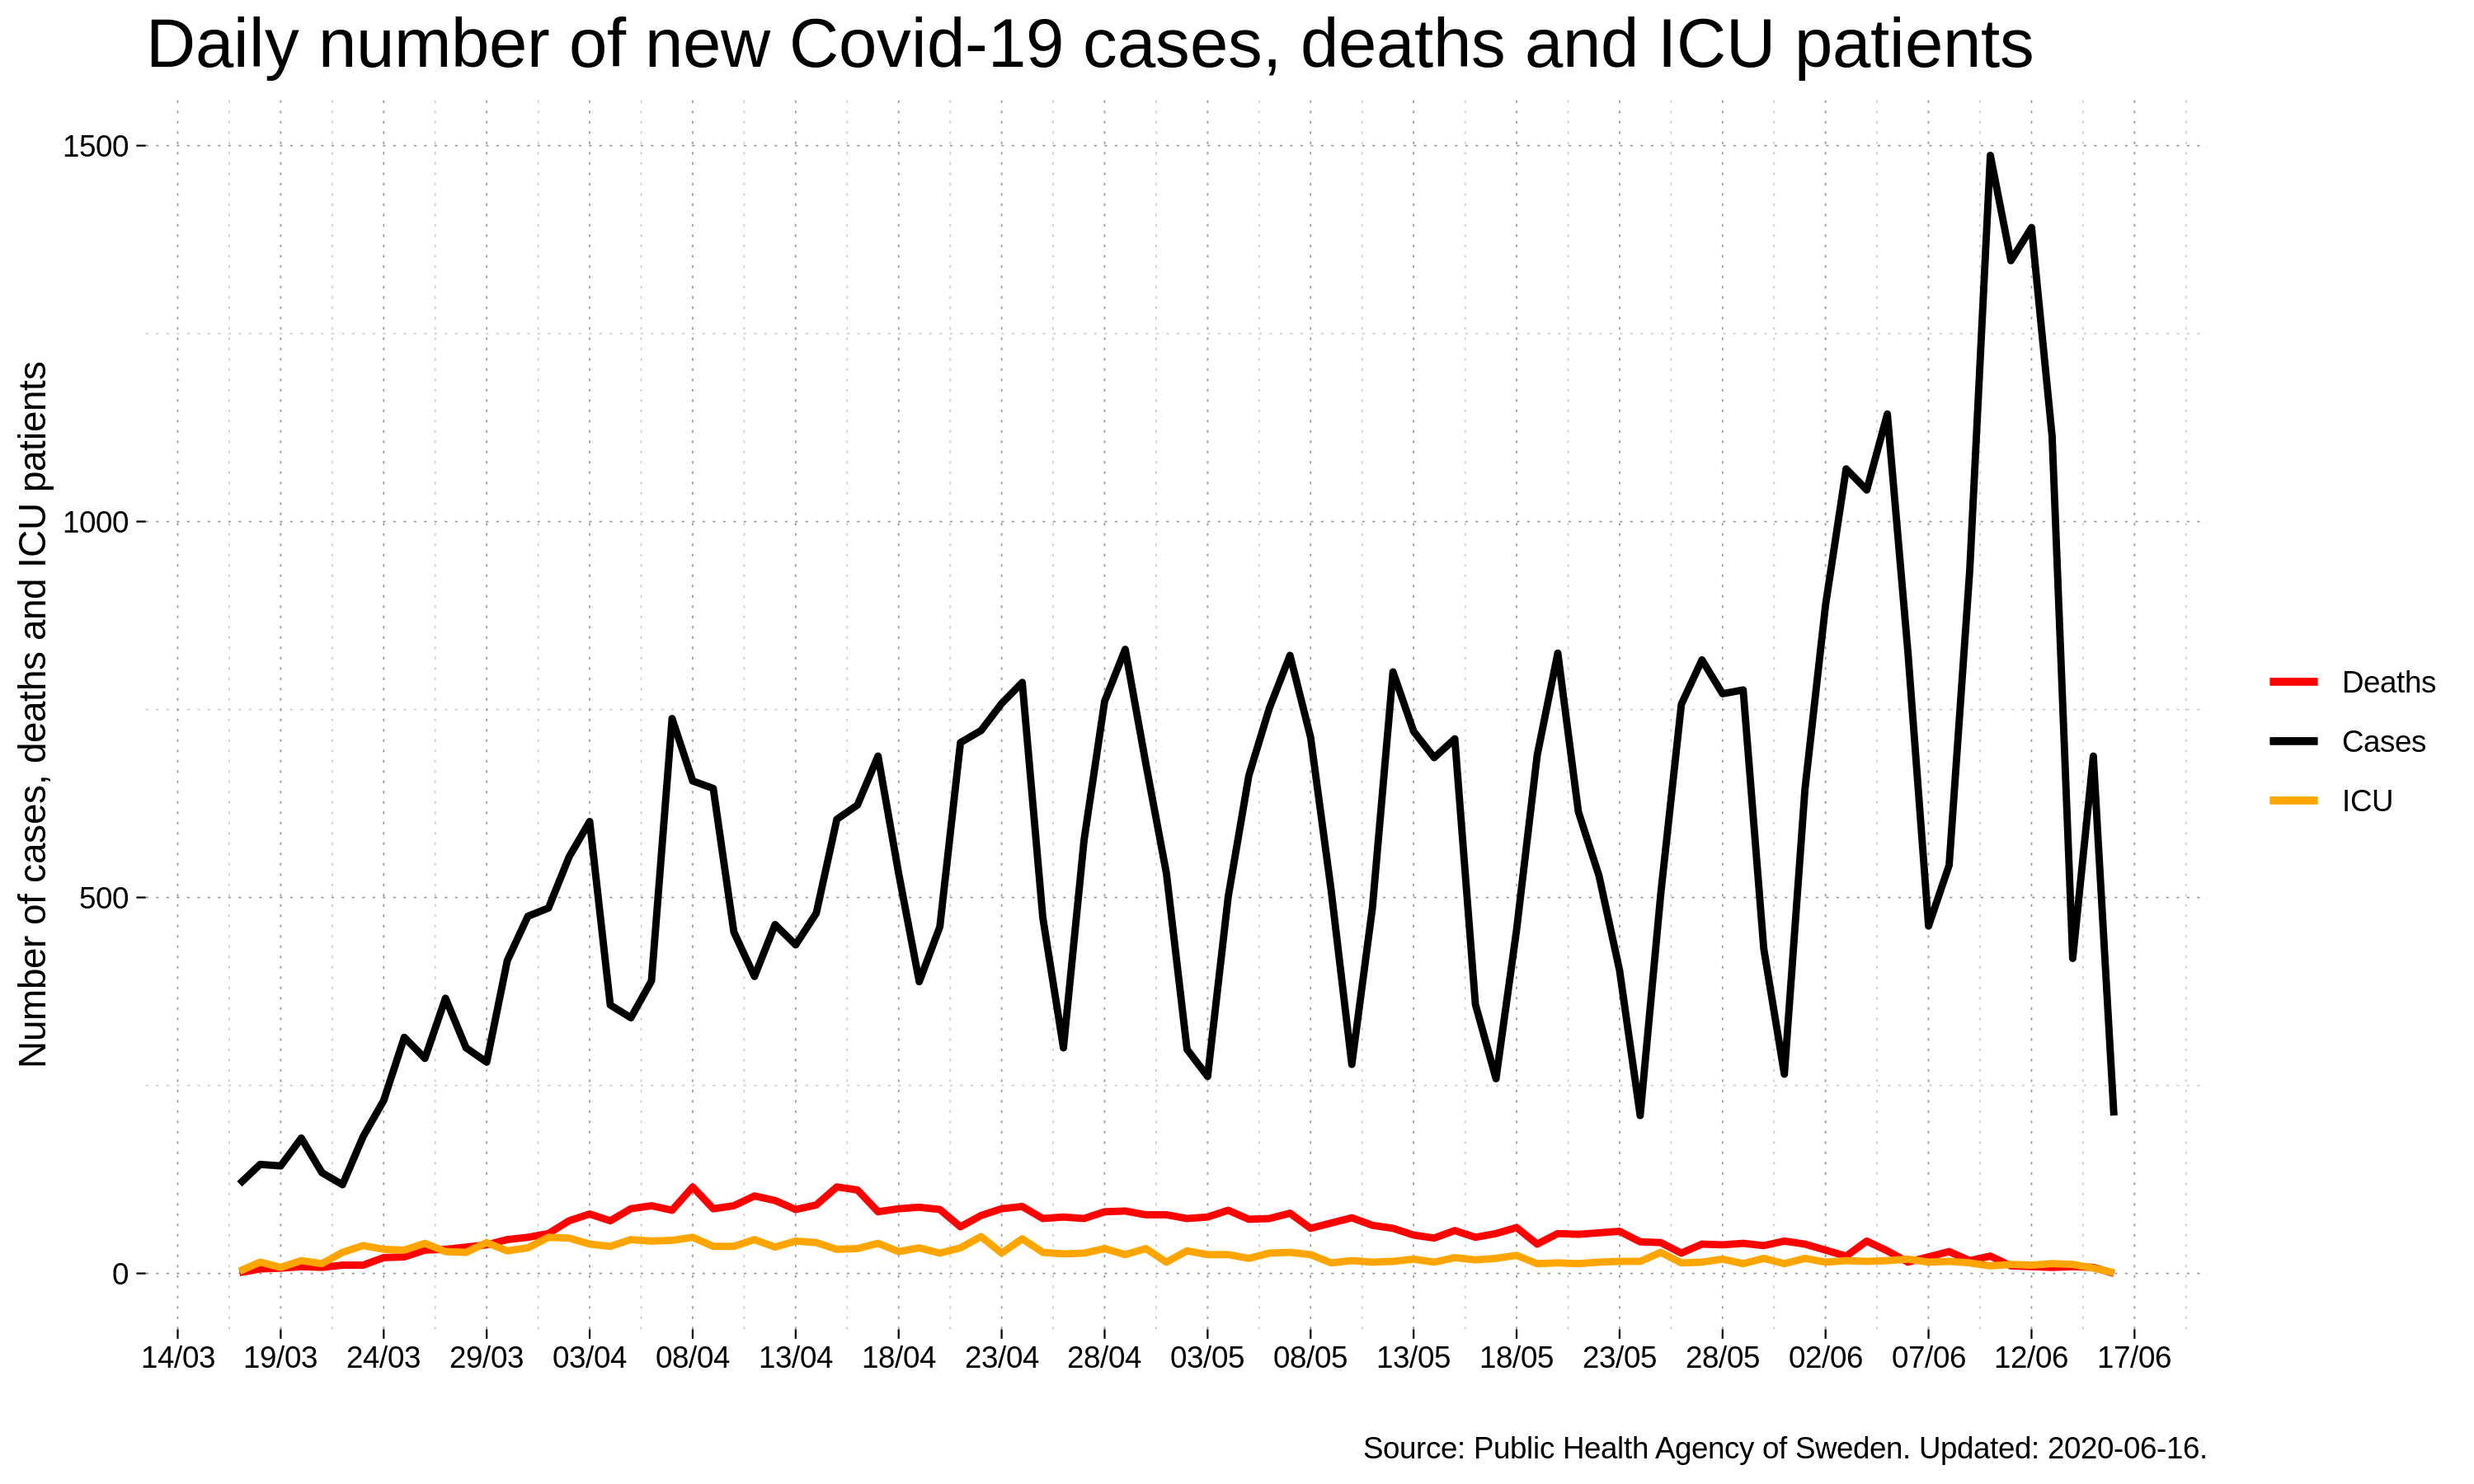 Daily number of new Covid-19 cases, deaths and ICU patients
Number of cases, deaths and ICU patients
1500
1000
500
0
14/03 19/03 24/03 29/03 03/04 08/04 13/04 18/04 23/04 28/04 03/05 08/05 13/05 18/05 23/05 28/05 02/06 07/06 12/06 17/06
Deaths
Cases
ICU
Source: Public Health Agency of Sweden. Updated: 2020-06-16.